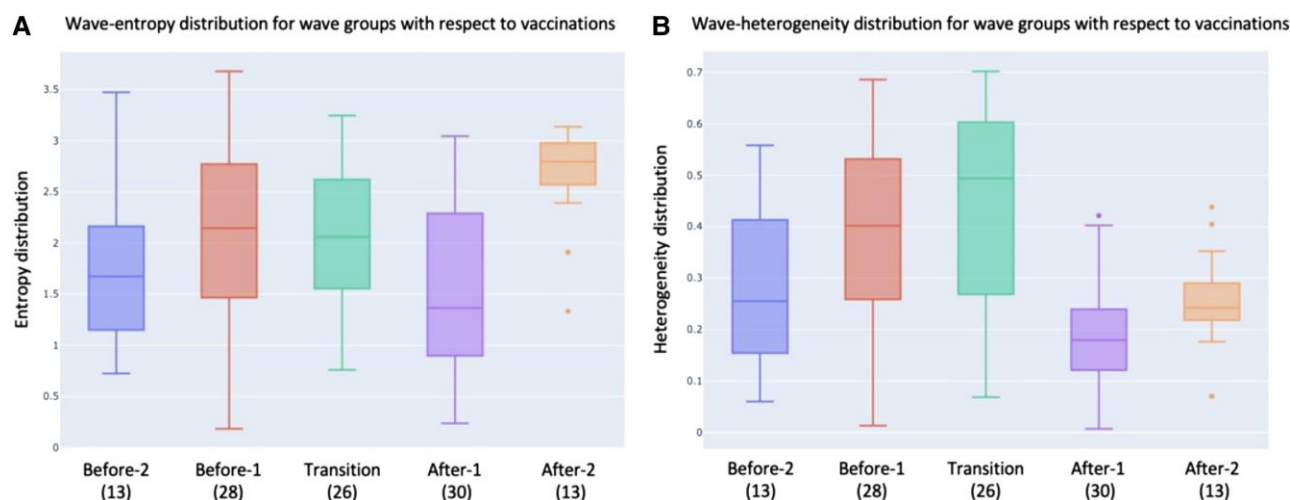 A
Wave-entropy distribution for wave groups with respect to vaccinations
Entropy distribution
3.5
3
2.5
2
1.5
1
0.5
0
Before-2
(13)
Before-1
(28)
Transition
(26)
After-1
(30)
After-2
(13)
B
Wave-heterogeneity distribution for wave groups with respect to vaccinations
Heterogeneity distribution
0.7
0.6
0.5
0.4
0.3
0.2
0.1
0
Before-2
(13)
Before-1
(28)
Transition
(26)
After-1
(30)
After-2
(13)